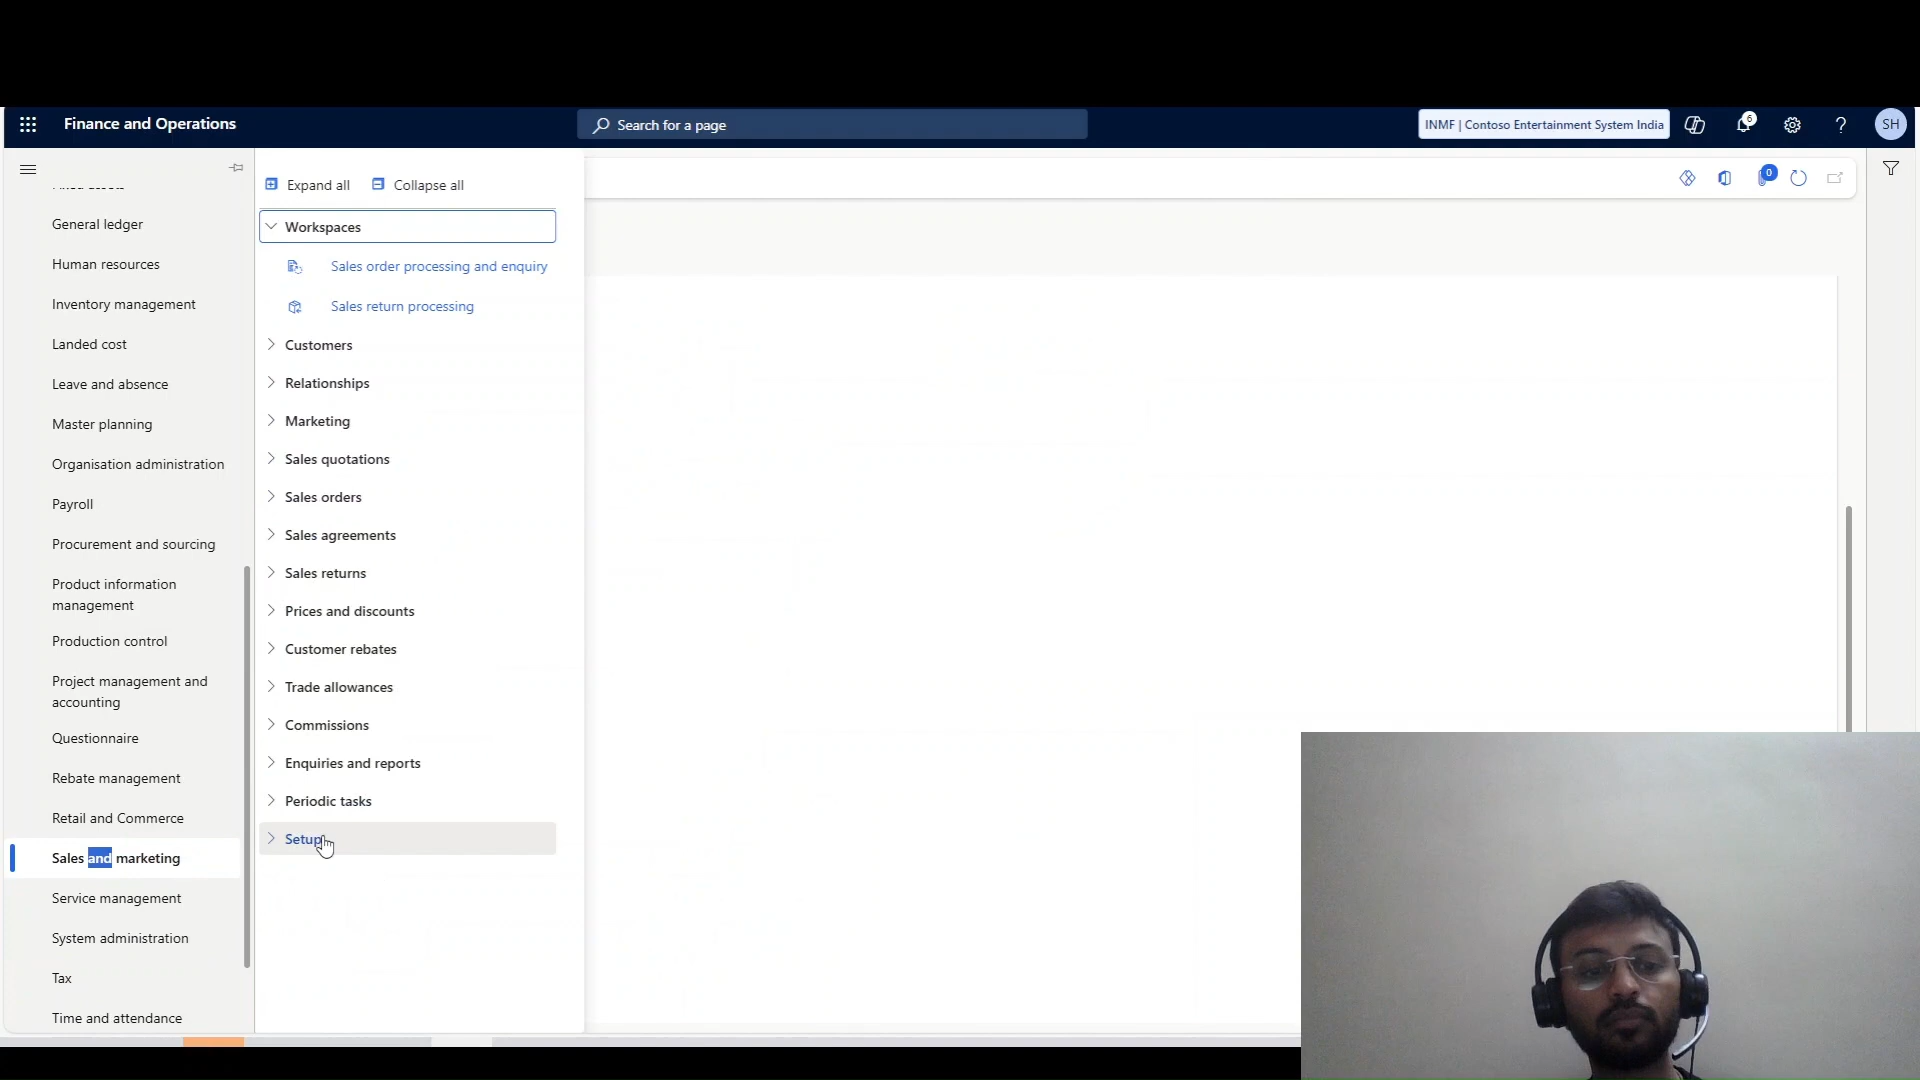 Finance and Operations
Search for a page
INMF | Contoso Entertainment System India
6
?
SH
Expand all
Collapse all
0
Fixed assets
General ledger
Human resources
Inventory management
Landed cost
Leave and absence
Master planning
Organisation administration
Payroll
Procurement and sourcing
Product information
management
Production control
Project management and
accounting
Questionnaire
Rebate management
Retail and Commerce
Sales and marketing
Service management
System administration
Tax
Time and attendance
Workspaces
Sales order processing and enquiry
Sales return processing
Customers
Relationships
Marketing
Sales quotations
Sales orders
Sales agreements
Sales returns
Prices and discounts
Customer rebates
Trade allowances
Commissions
Enquiries and reports
Periodic tasks
Setup